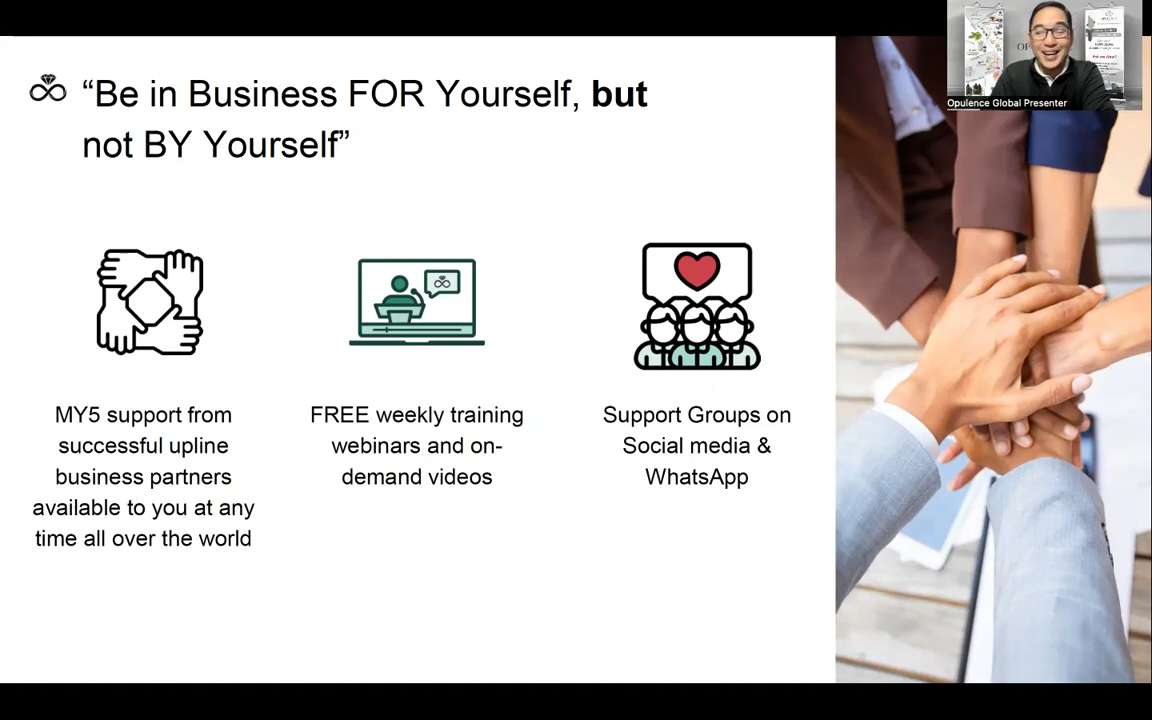 “Be in Business FOR Yourself, but
not BY Yourself”
MY5 support from
successful upline
business partners
available to you at any
time all over the world
FREE weekly training
webinars and on-
demand videos
Support Groups on
Social media &
WhatsApp
Opulence Global Presenter